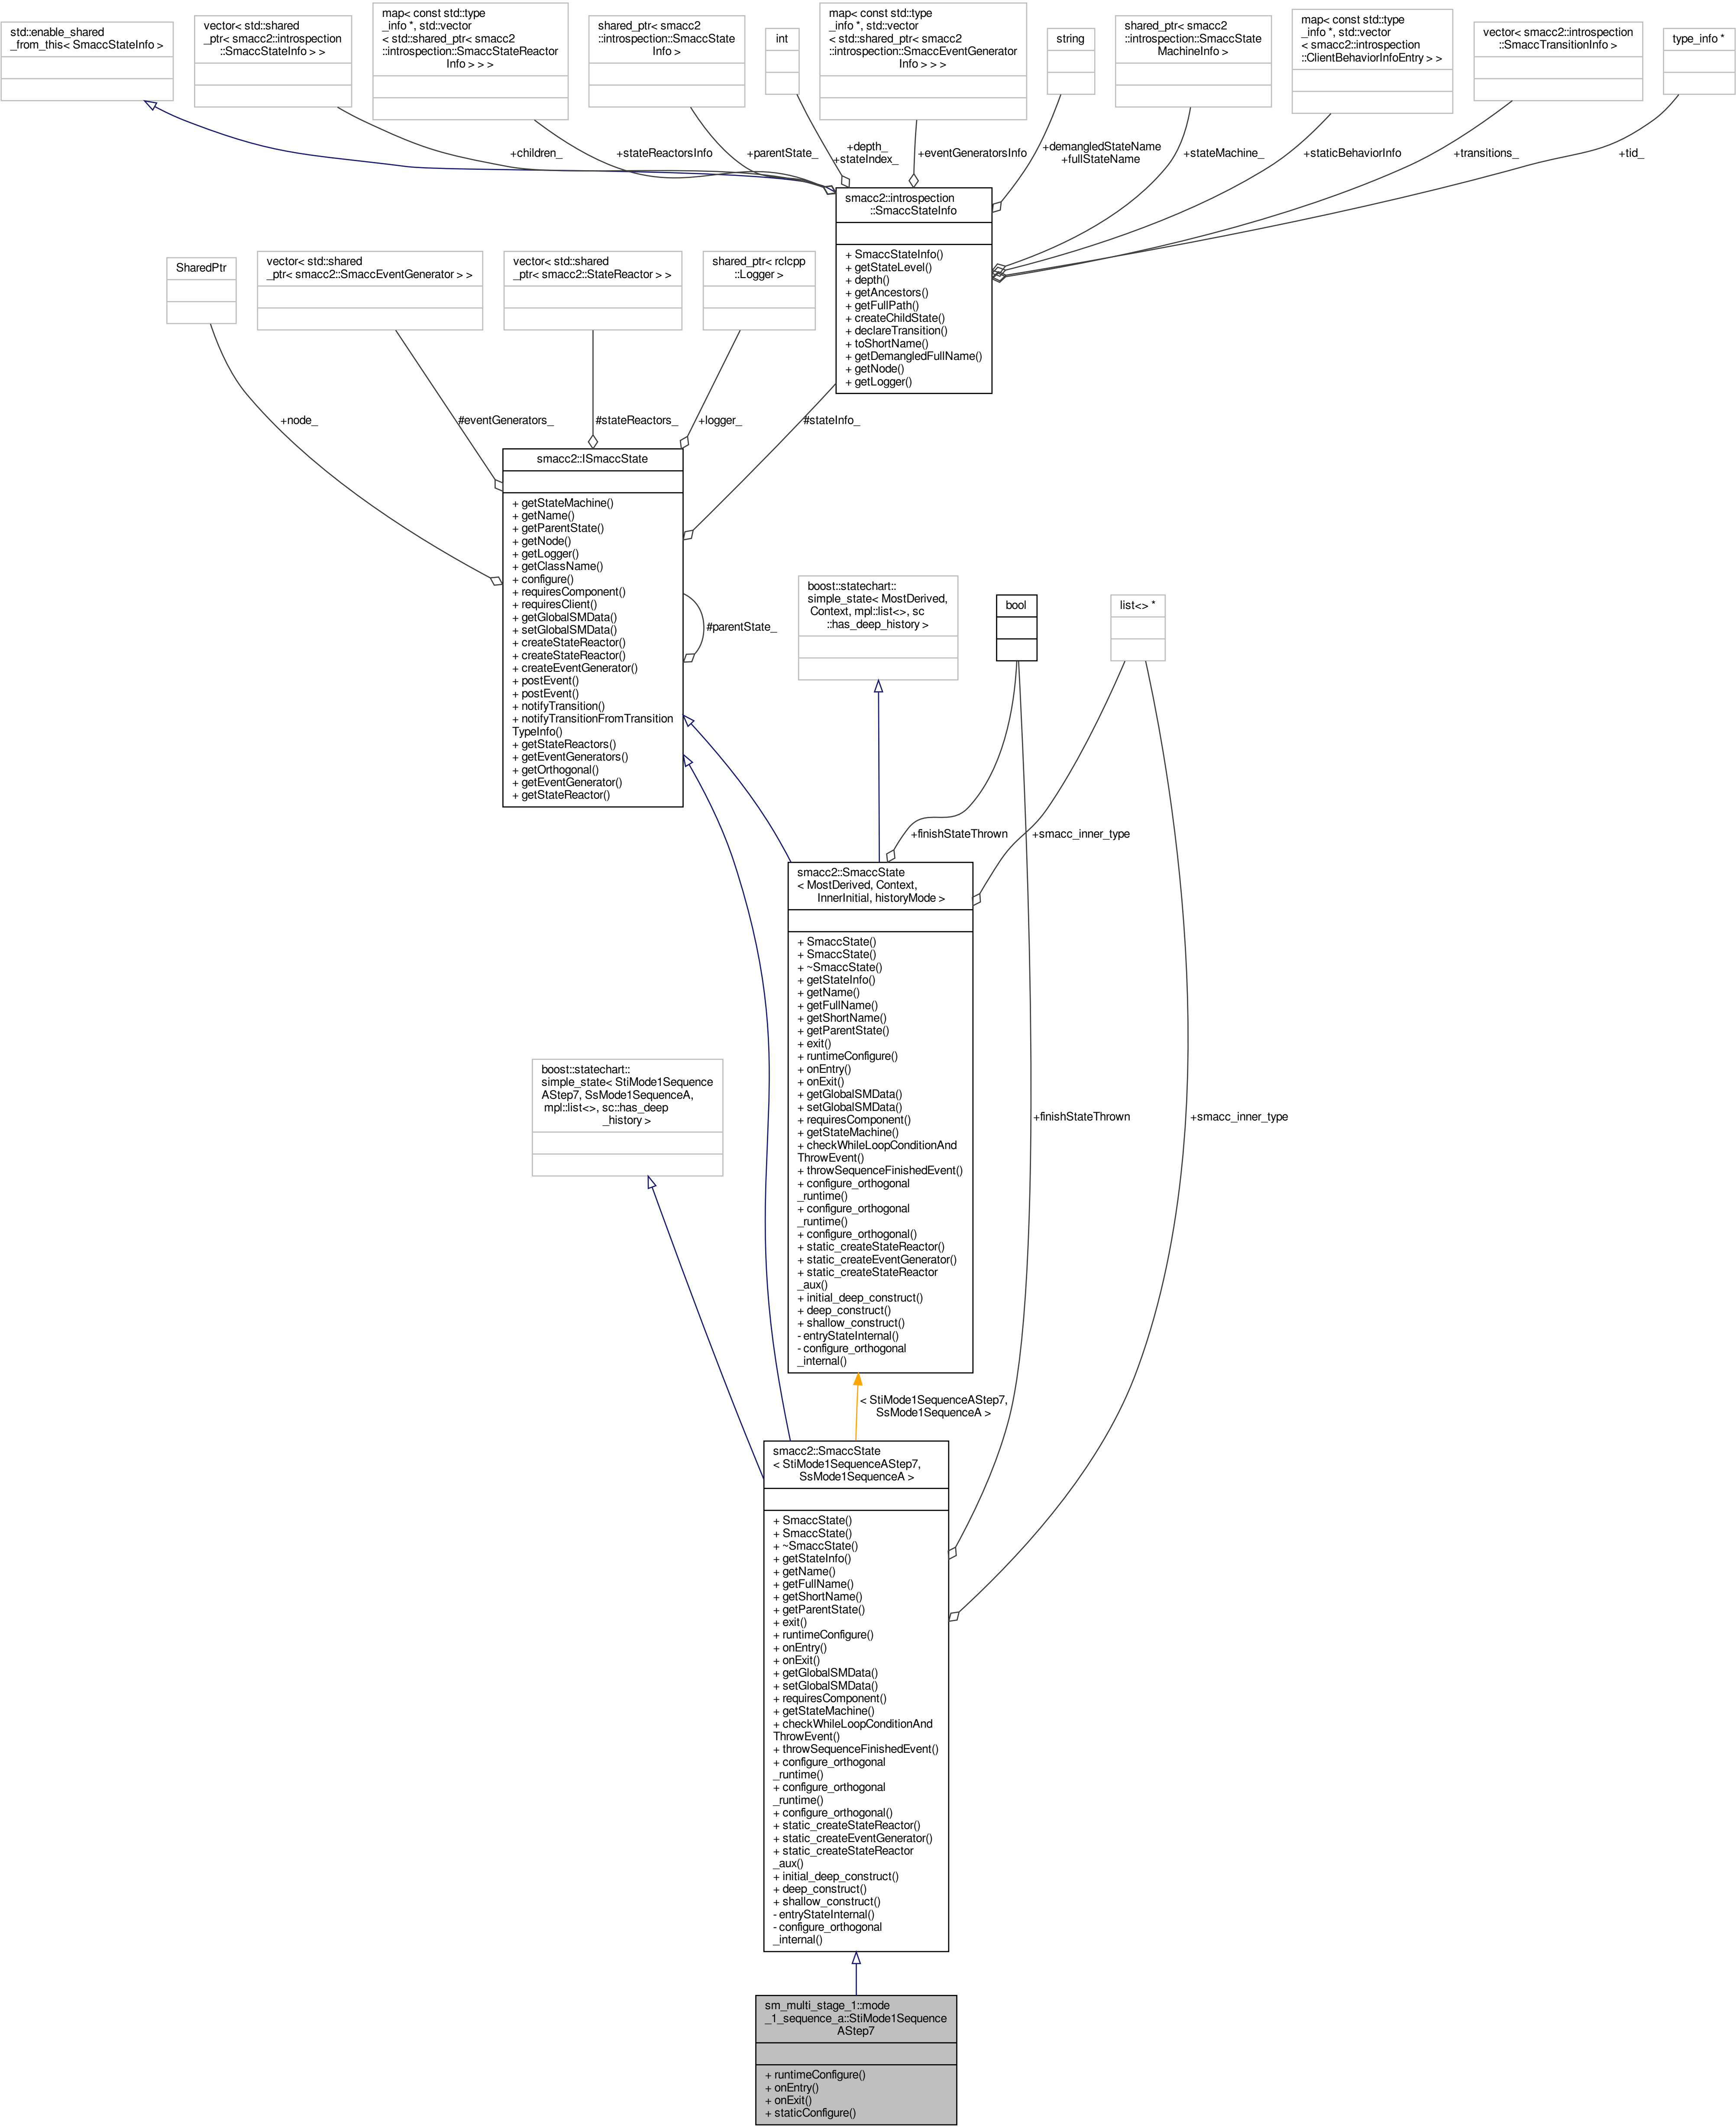 std::enable_shared
_from_this< SmaccStateInfo >
vector< std::shared
_ptr< smacc2::introspection
::SmaccStateInfo > >
map< const std::type
_info *, std::vector
< std::shared_ptr< smacc2
::introspection::SmaccStateReactor
Info > > >
shared_ptr< smacc2
::introspection::SmaccState
Info >
int
map< const std::type
_info *, std::vector
< std::shared_ptr< smacc2
::introspection::SmaccEventGenerator
Info > > >
string
shared_ptr< smacc2
::introspection::SmaccState
MachineInfo >
map< const std::type
_info *, std::vector
< smacc2::introspection
::ClientBehaviorInfoEntry > >
vector< smacc2::introspection
::SmaccTransitionInfo >
type_info *
+children_
+stateReactorsInfo
+parentState_
+depth_
+stateIndex_
+eventGeneratorsInfo
+demangledStateName
+fullStateName
+stateMachine_
+staticBehaviorInfo
+transitions_
+tid_
smacc2::introspection
::SmaccStateInfo
+ SmaccStateInfo()
+ getStateLevel()
+ depth()
+ getAncestors()
+ getFullPath()
+ createChildState()
+ declareTransition()
+ toShortName()
+ getDemangledFullName()
+ getNode()
+ getLogger()
SharedPtr
vector< std::shared
_ptr< smacc2::SmaccEventGenerator > >
vector< std::shared
_ptr< smacc2::StateReactor > >
shared_ptr< rclcpp
::Logger >
+node_
#eventGenerators_
#stateReactors_
+logger_
#stateInfo_
smacc2::ISmaccState
+ getStateMachine()
+ getName()
+ getParentState()
+ getNode()
+ getLogger()
+ getClassName()
+ configure()
+ requiresComponent()
+ requiresClient()
+ getGlobalSMData()
+ setGlobalSMData()
+ createStateReactor()
+ createStateReactor()
+ createEventGenerator()
+ postEvent()
+ postEvent()
+ notifyTransition()
+ notifyTransitionFromTransition
TypeInfo()
+ getStateReactors()
+ getEventGenerators()
+ getOrthogonal()
+ getEventGenerator()
+ getStateReactor()
#parentState_
boost::statechart::
simple_state< MostDerived,
Context, mpl::list<>, sc
::has_deep_history >
bool
list<> *
+finishStateThrown
+smacc_inner_type
smacc2::SmaccState
< MostDerived, Context,
InnerInitial, historyMode >
+ SmaccState()
+ SmaccState()
+ ~SmaccState()
+ getStateInfo()
+ getName()
+ getFullName()
+ getShortName()
+ getParentState()
+ exit()
+ runtimeConfigure()
+ onEntry()
+ onExit()
+ getGlobalSMData()
+ setGlobalSMData()
+ requiresComponent()
+ getStateMachine()
+ checkWhileLoopConditionAnd
ThrowEvent()
+ throwSequenceFinishedEvent()
+ configure_orthogonal
_runtime()
+ configure_orthogonal
_runtime()
+ configure_orthogonal()
+ static_createStateReactor()
+ static_createEventGenerator()
+ static_createStateReactor
_aux()
+ initial_deep_construct()
+ deep_construct()
+ shallow_construct()
- entryStateInternal()
- configure_orthogonal
_internal()
boost::statechart::
simple_state< StiMode1Sequence
AStep7, SsMode1SequenceA,
mpl::list<>, sc::has_deep
_history >
+finishStateThrown
+smacc_inner_type
< StiMode1SequenceAStep7,
SsMode1SequenceA >
smacc2::SmaccState
< StiMode1SequenceAStep7,
SsMode1SequenceA >
+ SmaccState()
+ SmaccState()
+ ~SmaccState()
+ getStateInfo()
+ getName()
+ getFullName()
+ getShortName()
+ getParentState()
+ exit()
+ runtimeConfigure()
+ onEntry()
+ onExit()
+ getGlobalSMData()
+ setGlobalSMData()
+ requiresComponent()
+ getStateMachine()
+ checkWhileLoopConditionAnd
ThrowEvent()
+ throwSequenceFinishedEvent()
+ configure_orthogonal
_runtime()
+ configure_orthogonal
_runtime()
+ configure_orthogonal()
+ static_createStateReactor()
+ static_createEventGenerator()
+ static_createStateReactor
_aux()
+ initial_deep_construct()
+ deep_construct()
+ shallow_construct()
- entryStateInternal()
- configure_orthogonal
_internal()
sm_multi_stage_1::mode
_1_sequence_a::StiMode1Sequence
AStep7
+ runtimeConfigure()
+ onEntry()
+ onExit()
+ staticConfigure()